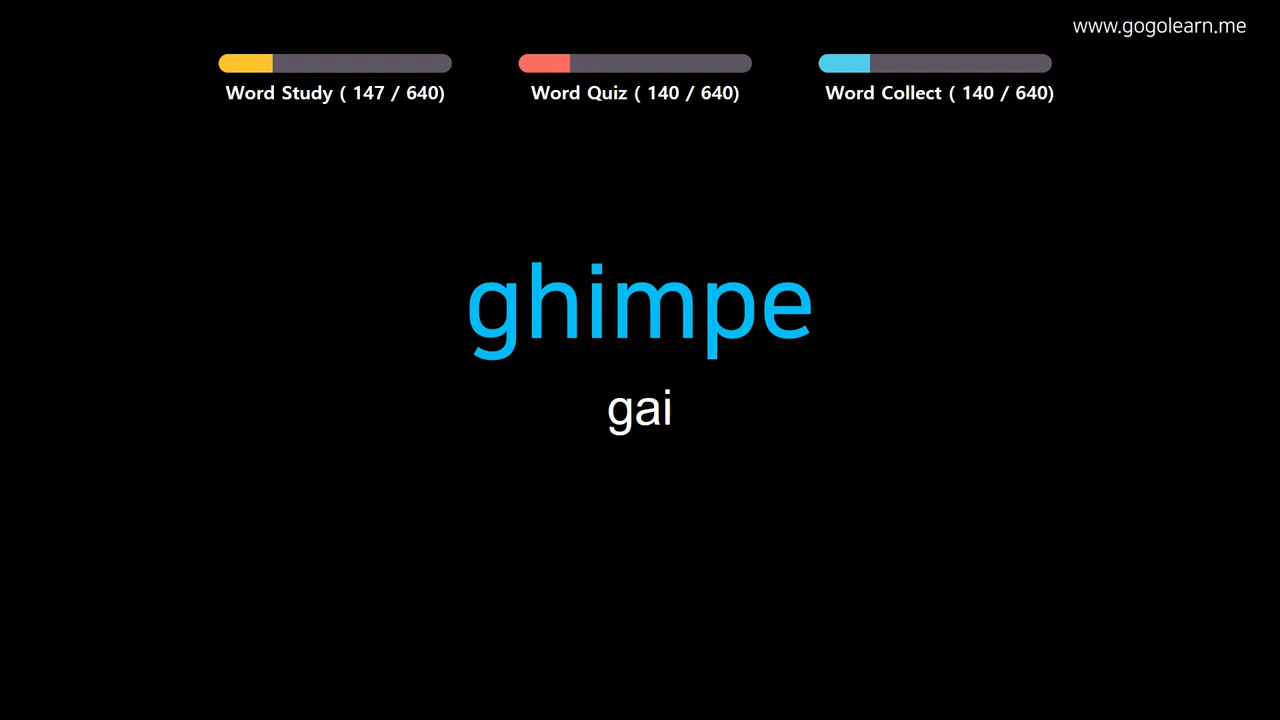 www.gogolearn.me
Word Study ( 147 / 640)
Word Quiz ( 140 / 640)
Word Collect ( 140 / 640)
ghimpe
gai